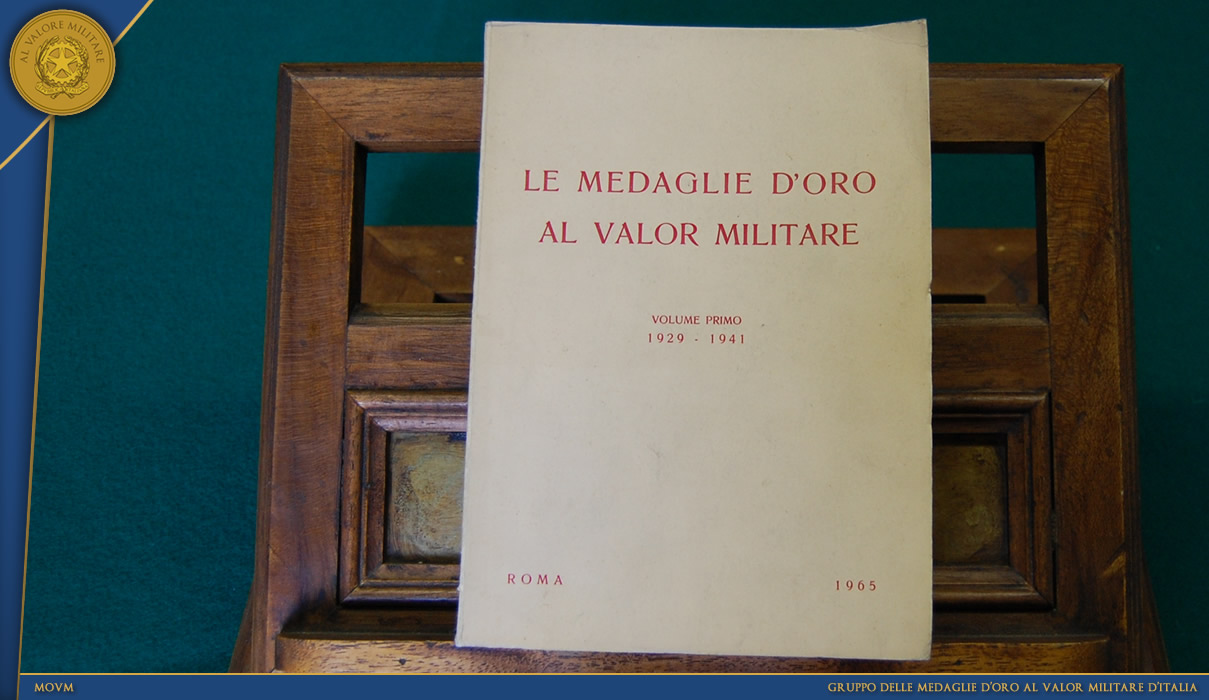 AL VALORE MILITARE
LE MEDAGLIE D'ORO
AL VALOR MILITARE
VOLUME PRIMO
1929 - 1941
ROMA
1965
MOVM
GRUPPO DELLE MEDAGLIE D'ORO AL VALOR MILITARE D'ITALIA